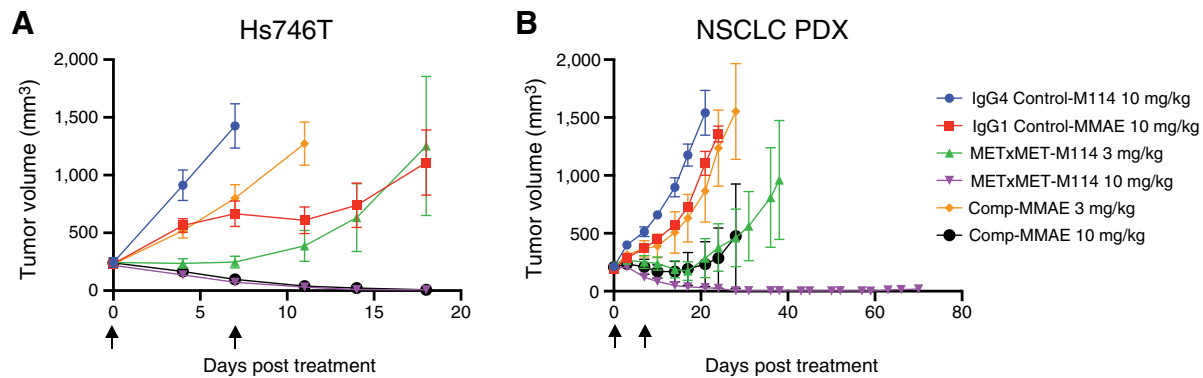 A
Hs746T
Tumor volume (mm³)
2,000
1,500
1,000
500
0
0 5 10 15 20
Days post treatment
B
NSCLC PDX
Tumor volume (mm³)
2,000
1,500
1,000
500
0
0 20 40 60 80
Days post treatment
IgG4 Control-M114 10 mg/kg
IgG1 Control-MMAE 10 mg/kg
METxMET-M114 3 mg/kg
METxMET-M114 10 mg/kg
Comp-MMAE 3 mg/kg
Comp-MMAE 10 mg/kg